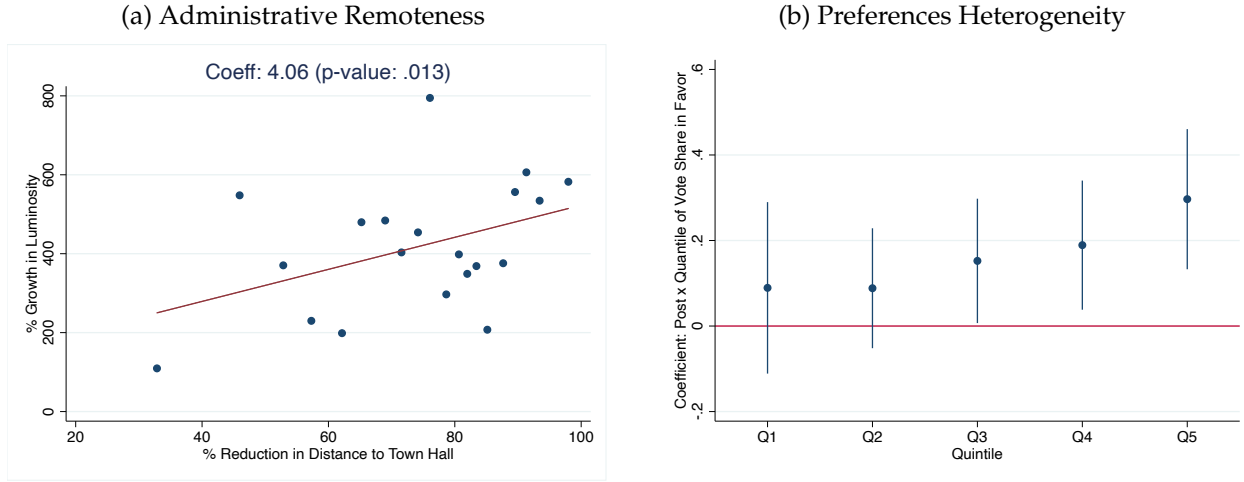 (a) Administrative Remoteness
Coeff: 4.06 (p-value: .013)
% Growth in Luminosity
800
600
400
200
0
20 40 60 80 100
% Reduction in Distance to Town Hall
(b) Preferences Heterogeneity
Coefficient: Post x Quantile of Vote Share in Favor
.6
.4
.2
0
-.2
Q1 Q2 Q3 Q4 Q5
Quintile